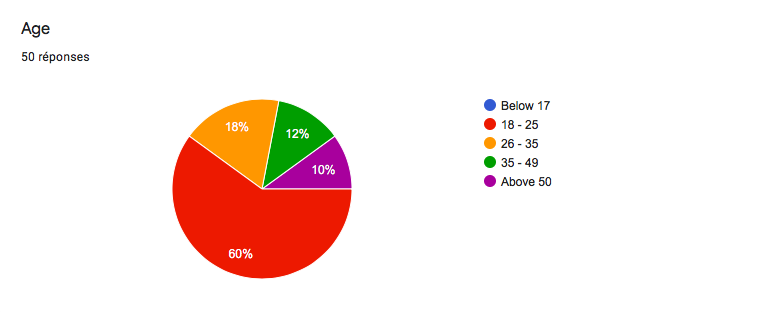 Age
50 réponses
18%
12%
10%
60%
Below 17
18 - 25
26 - 35
35 - 49
Above 50